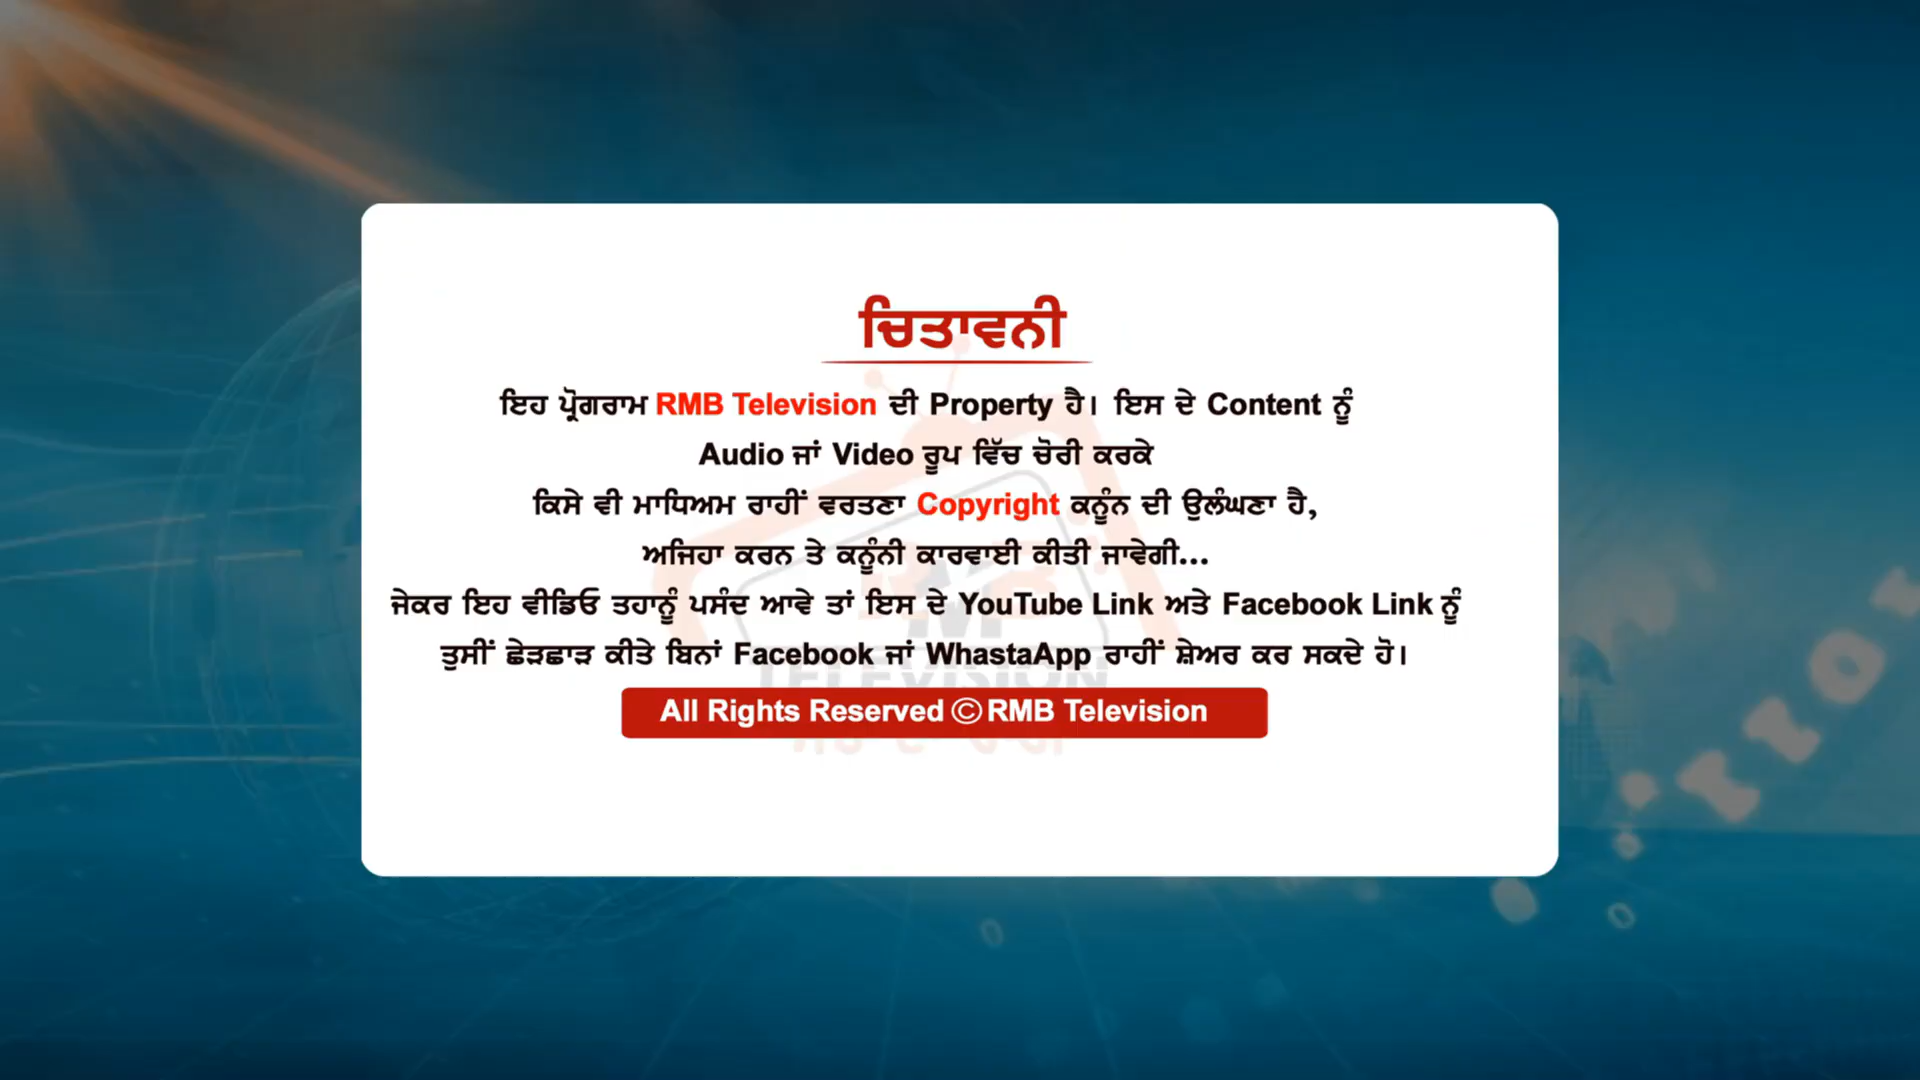 ਚਿਤਾਵਨੀ
ਇਹ ਪ੍ਰੋਗਰਾਮ RMB Television ਦੀ Property ਹੈ। ਇਸ ਦੇ Content ਨੂੰ
Audio ਜਾਂ Video ਰੂਪ ਵਿੱਚ ਚੋਰੀ ਕਰਕੇ
ਕਿਸੇ ਵੀ ਮਾਧਿਅਮ ਰਾਹੀਂ ਵਰਤਣਾ Copyright ਕਨੂੰਨ ਦੀ ਉਲੰਘਣਾ ਹੈ,
ਅਜਿਹਾ ਕਰਨ ਤੇ ਕਨੂੰਨੀ ਕਾਰਵਾਈ ਕੀਤੀ ਜਾਵੇਗੀ...
ਜੇਕਰ ਇਹ ਵੀਡਿਓ ਤਹਾਨੂੰ ਪਸੰਦ ਆਵੇ ਤਾਂ ਇਸ ਦੇ YouTube Link ਅਤੇ Facebook Link ਨੂੰ
ਤੁਸੀਂ ਛੇੜਛਾੜ ਕੀਤੇ ਬਿਨਾਂ Facebook ਜਾਂ WhastaApp ਰਾਹੀਂ ਸ਼ੇਅਰ ਕਰ ਸਕਦੇ ਹੋ।
TELEVISION
All Rights Reserved © RMB Television